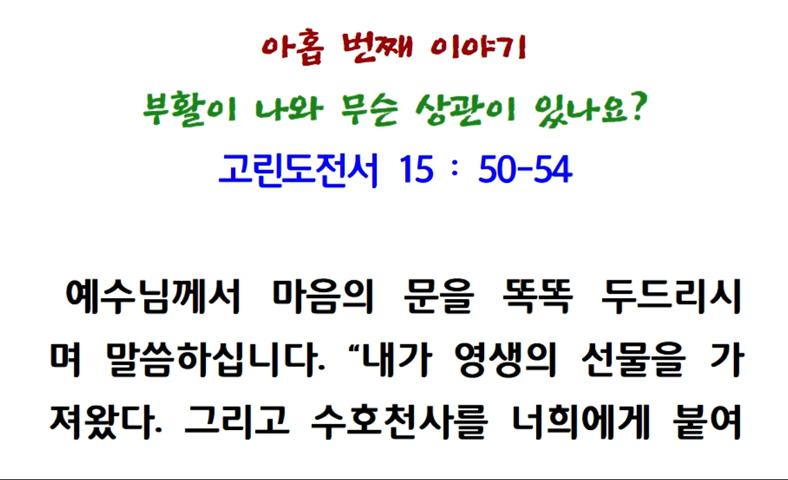 아홉 번째 이야기
부활이 나와 무슨 상관이 있나요?
고린도전서 15 : 50-54
예수님께서 마음의 문을 똑똑 두드리시
며 말씀하십니다. “내가 영생의 선물을 가
져왔다. 그리고 수호천사를 너희에게 붙여